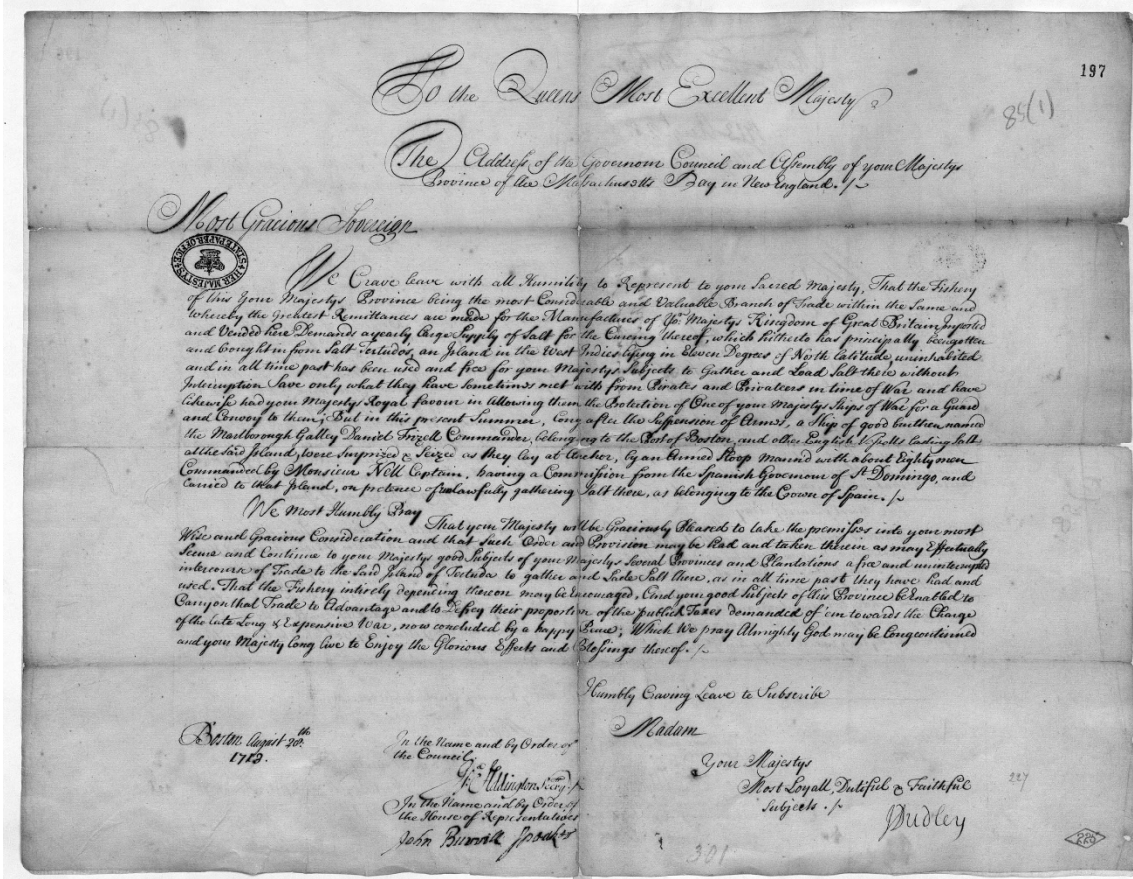 197
85(1)
To the Queens Most Excellent Majesty
The Address of the Governour Council and Assembly of your Majestys
Province of the Massachusetts Bay in New England.
Most Gracious Sovereign
HER MAJESTY'S STATE PAPER OFFICE
We Crave leave with all Humility to Represent to your Sacred Majesty, That the Fishery
of this Your Majestys Province being the most Considerable and Valuable Branch of Trade within the Same and
whereby the Greatest Remittances are made for the Manufactures of Yor. Majestys Kingdom of Great Britain Imported
and Vended here Demands a yearly large Supply of Salt for the Curing thereof, which hitherto has principally been gotten
and bought in from Salt Tertudos, an Island in the West Indies lying in Eleven Degrees of North latitude, uninhabited
and in all time past has been used and free for your Majestys Subjects to Gather and Load Salt there without
Interruption Save only what they have Sometimes met with from Pirates and Privateers in time of War and have
likewise had your Majestys Royal favour in Allowing them the Protection of One of your Majestys Ships of War for a Guard
and Convoy to them; But in this present Summer, long after the Suspension of Armes, a Ship of good burthen named
the Marlborough Galley Daniel Frizell Commander, belonging to the Port of Boston, and other English Vessells lading Salt
at the said Island, were Surprized & Seized as they lay at Anchor, by an Armed Sloop Mann'd with about Eighty men
Commanded by Monsieur Captain, having a Commission from the Spanish Governour of St. Domingo, and
carried to that Island, on pretence of unlawfully gathering Salt there, as belonging to the Crown of Spain.
We Most Humbly Pray
That your Majesty will be Graciously Pleased to take the premisses into your most
Wise and Gracious Consideration and that such Order and Provision may be had and taken therein as may Effectually
Secure and Continue to your Majestys good Subjects of your Majestys Several Provinces and Plantations a free and uninterrupted
intercourse of Trade to the Said Island of Tertuda to gather and Lade Salt there, as in all time past they have had and
used. That the Fishery intirely depending thereon may be Encouraged, And your good Subjects of this Province be Enabled to
Carry on that Trade to Advantage and to Defrey their proportion of the publick Taxes demanded of 'em towards the Charge
of the late Long & Expensive War, now concluded by a happy Peace; Which We pray Almighty God may be Long continued
and your Majesty long live to Enjoy the Glorious Effects and Blessings thereof.
Humbly Craving Leave to Subscribe
Madam
Your Majestys
Most Loyall, Dutiful & Faithful
Subjects.
JDudley
Boston August 20th.
1713.
In the Name and by Order of
the Council,
Addington Secry.
In the Name and by Order of
the House of Representatives
John Burrill Speakr
227
301
225